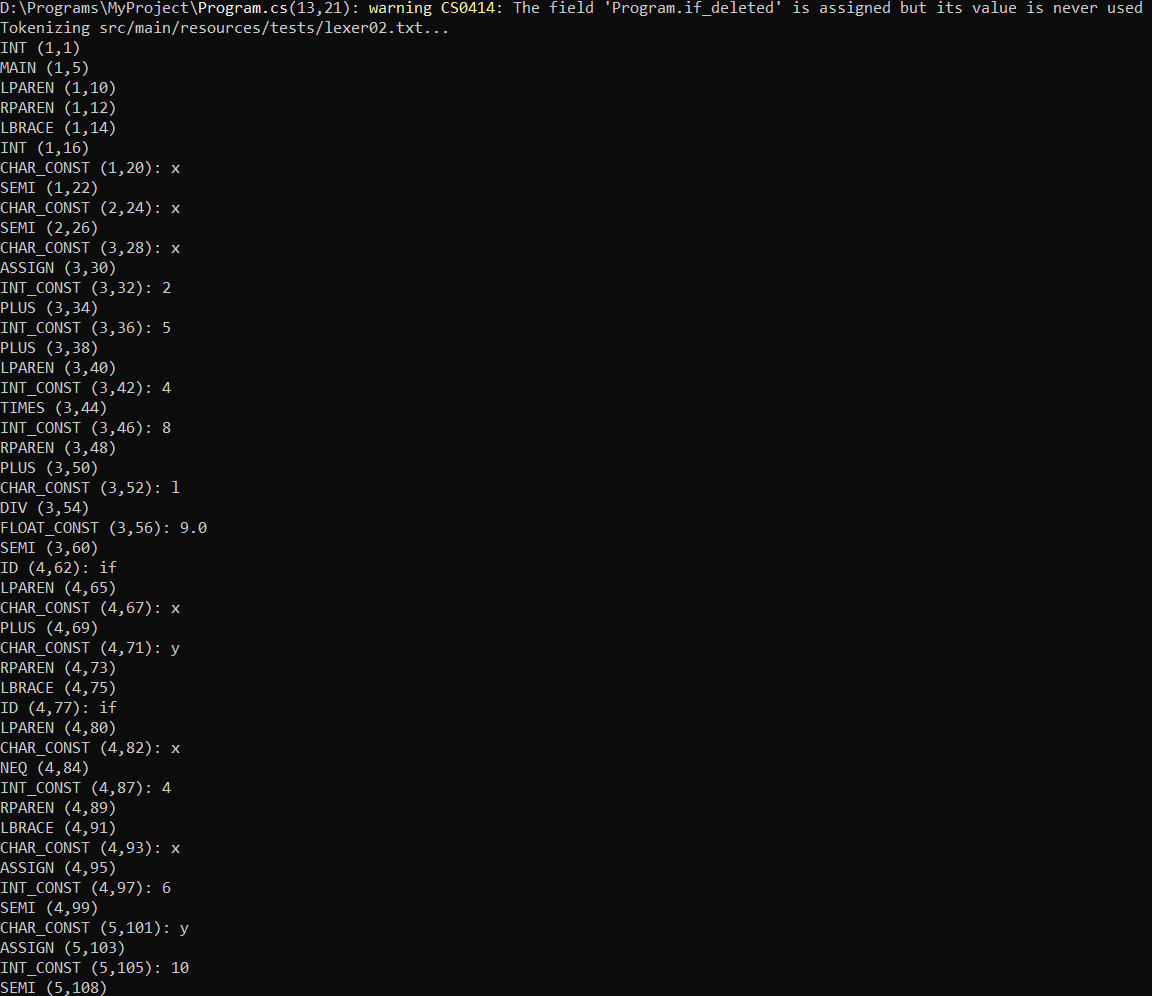 D:\Programs\MyProject\Program.cs(13,21): warning CS0414: The field 'Program.if_deleted' is assigned but its value is never used
Tokenizing src/main/resources/tests/lexer02.txt...
INT (1,1)
MAIN (1,5)
LPAREN (1,10)
RPAREN (1,12)
LBRACE (1,14)
INT (1,16)
CHAR_CONST (1,20): x
SEMI (1,22)
CHAR_CONST (2,24): x
SEMI (2,26)
CHAR_CONST (3,28): x
ASSIGN (3,30)
INT_CONST (3,32): 2
PLUS (3,34)
INT_CONST (3,36): 5
PLUS (3,38)
LPAREN (3,40)
INT_CONST (3,42): 4
TIMES (3,44)
INT_CONST (3,46): 8
RPAREN (3,48)
PLUS (3,50)
CHAR_CONST (3,52): l
DIV (3,54)
FLOAT_CONST (3,56): 9.0
SEMI (3,60)
ID (4,62): if
LPAREN (4,65)
CHAR_CONST (4,67): x
PLUS (4,69)
CHAR_CONST (4,71): y
RPAREN (4,73)
LBRACE (4,75)
ID (4,77): if
LPAREN (4,80)
CHAR_CONST (4,82): x
NEQ (4,84)
INT_CONST (4,87): 4
RPAREN (4,89)
LBRACE (4,91)
CHAR_CONST (4,93): x
ASSIGN (4,95)
INT_CONST (4,97): 6
SEMI (4,99)
CHAR_CONST (5,101): y
ASSIGN (5,103)
INT_CONST (5,105): 10
SEMI (5,108)